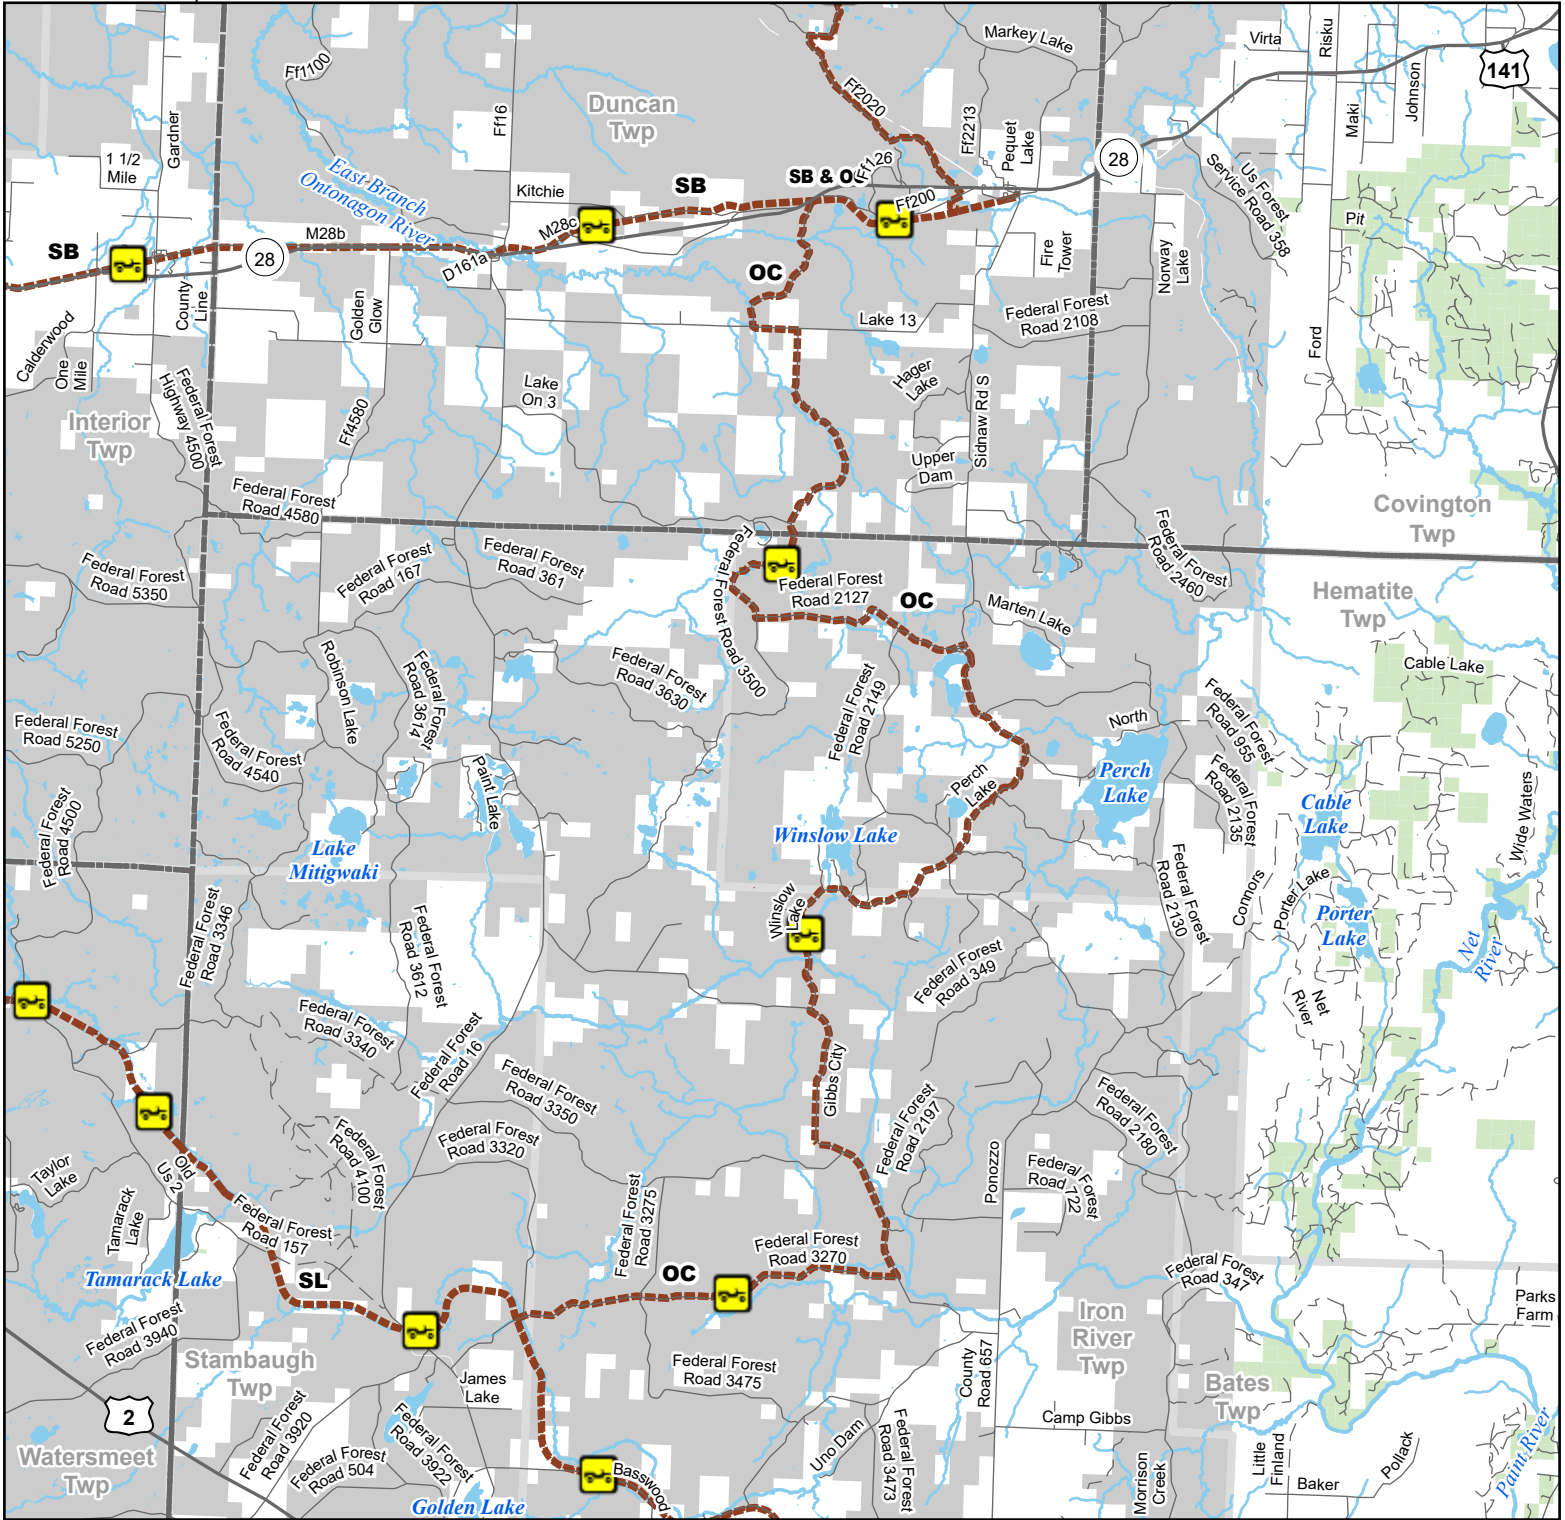 Markey Lake
Virta
Risku
141
Ff1100
Ff16
Duncan
Twp
Ff2020
Ff2213
Pequet
Lake
Maki
Johnson
Gardner
1 1/2
Mile
28
Us Forest
Service Road 358
East Branch
Ontonagon River
Kitchie
SB
SB & O
Ff126
Ff200
Pit
SB
28
M28b
M28c
D161a
OC
Fire
Tower
Norway
Lake
County
Line
Golden
Glow
Lake 13
Federal Forest
Road 2108
Ford
Calderwood
One
Mile
Federal Forest
Highway 4500
Ff4580
Lake
On 3
Hager
Lake
Sidnaw Rd S
Interior
Twp
Upper
Dam
Federal Forest
Road 4580
Covington
Twp
Federal Forest
Road 5350
Federal Forest
Road 167
Federal Forest
Road 361
Federal Forest Road 3500
Federal Forest
Road 2127
OC
Federal Forest
Road 2460
Hematite
Twp
Marten Lake
Robinson Lake
Federal Forest
Road 3614
Federal Forest
Road 3630
Federal Forest
Road 2149
Cable Lake
Federal Forest
Road 5250
Federal Forest
Road 4540
North
Federal Forest
Road 955
Paint Lake
Perch
Lake
Perch
Lake
Federal Forest
Road 2135
Cable
Lake
Wide Waters
Federal Forest
Road 4500
Lake
Mitigwaki
Winslow Lake
Federal Forest
Road 2130
Connors
Porter Lake
Porter
Lake
Winslow
Lake
Federal Forest
Road 3346
Federal Forest
Road 3612
Federal Forest
Road 349
Net
River
Net
River
Federal Forest
Road 3340
Federal Forest
Road 16
Gibbs City
Federal Forest
Road 3350
Federal Forest
Road 2197
Federal Forest
Road 2180
Federal Forest
Road 3320
Federal Forest
Road 4100
Taylor
Lake
Old
Us 2
Ponozzo
Federal Forest
Road 722
Tamarack
Lake
Federal Forest
Road 157
Federal Forest
Road 3275
Federal Forest
Road 3270
Tamarack Lake
SL
OC
Federal Forest
Road 347
Federal Forest
Road 3940
Iron
River
Twp
Parks
Farm
Stambaugh
Twp
James
Lake
Federal Forest
Road 3475
County
Road 657
Bates
Twp
2
Federal Forest
Road 3920
Federal Forest
Road 3922
Camp Gibbs
Watersmeet
Twp
Federal Forest
Road 504
Uno Dam
Federal Forest
Road 3473
Little
Finland
Pollack
Paint River
Basswood
Golden Lake
Morrison
Creek
Baker